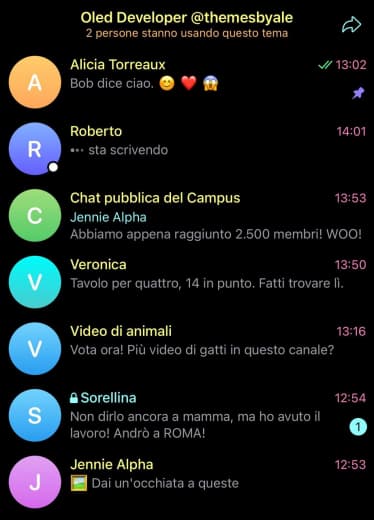 Oled Developer @themesbyale
2 persone stanno usando questo tema
A
Alicia Torreaux
13:02
Bob dice ciao. 😊 ❤️ 😱
R
Roberto
14:01
sta scrivendo
C
Chat pubblica del Campus
13:53
Jennie Alpha
Abbiamo appena raggiunto 2.500 membri! WOO!
V
Veronica
13:50
Tavolo per quattro, 14 in punto. Fatti trovare lì.
V
Video di animali
13:16
Vota ora! Più video di gatti in questo canale?
S
Sorellina
12:54
Non dirlo ancora a mamma, ma ho avuto il
lavoro! Andrò a ROMA!
1
J
Jennie Alpha
12:53
🖼️ Dai un'occhiata a queste